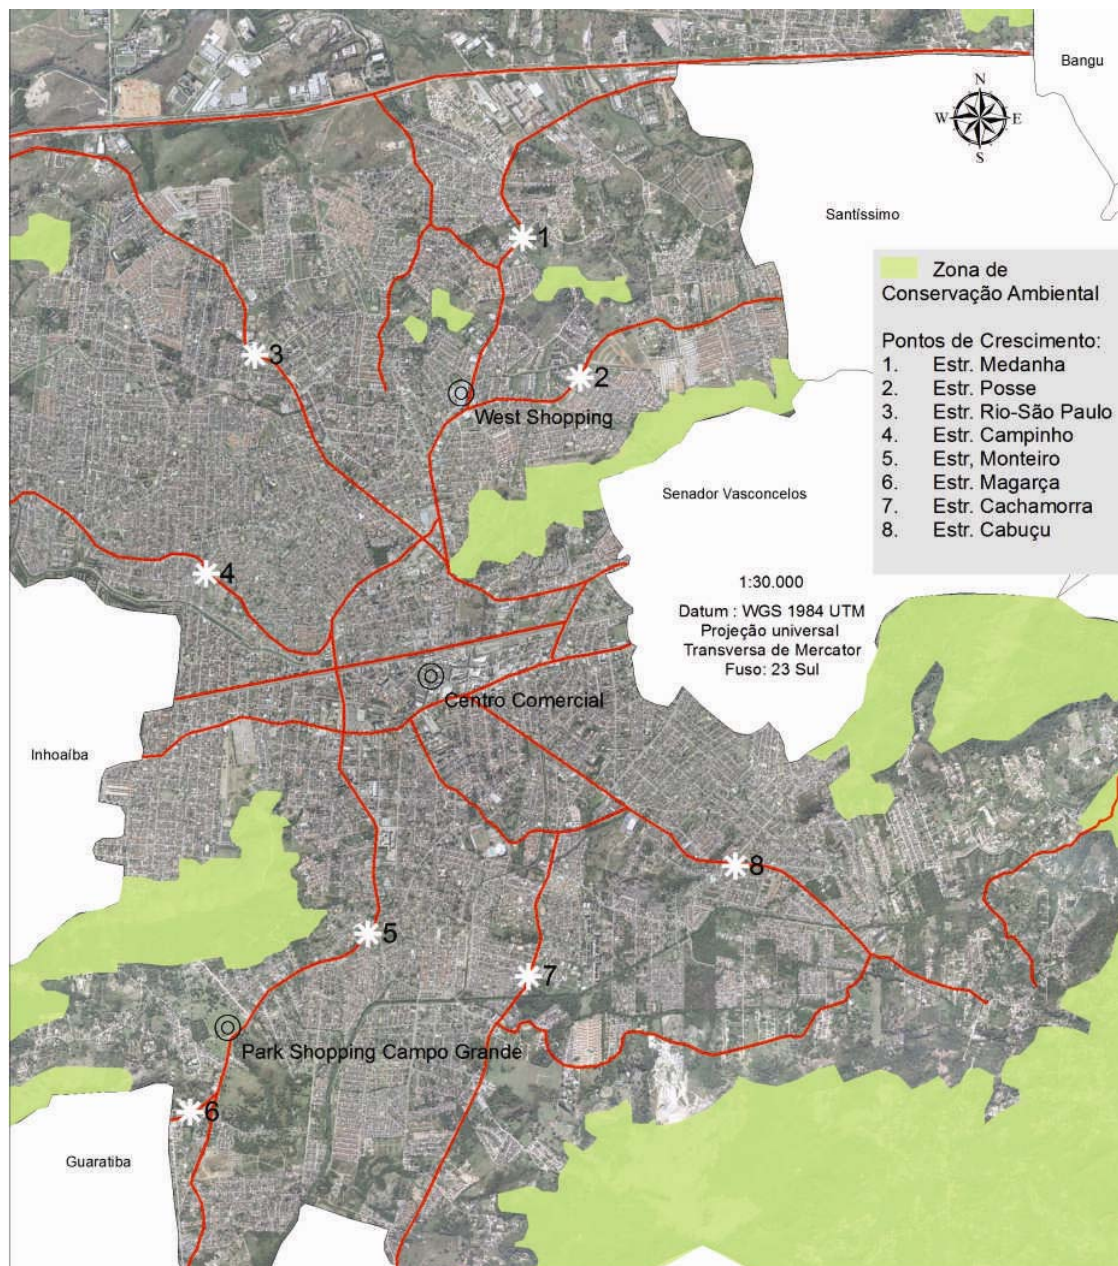 Bangu
N
W E
S
Santíssimo
Zona de
Conservação Ambiental
Pontos de Crescimento:
1. Estr. Medanha
2. Estr. Posse
3. Estr. Rio-São Paulo
4. Estr. Campinho
5. Estr, Monteiro
6. Estr. Magarça
7. Estr. Cachamorra
8. Estr. Cabuçu
1
2
3
West Shopping
Senador Vasconcelos
4
1:30.000
Datum : WGS 1984 UTM
Projeção universal
Transversa de Mercator
Fuso: 23 Sul
Centro Comercial
Inhoaíba
8
5
7
Park Shopping Campo Grande
6
Guaratiba